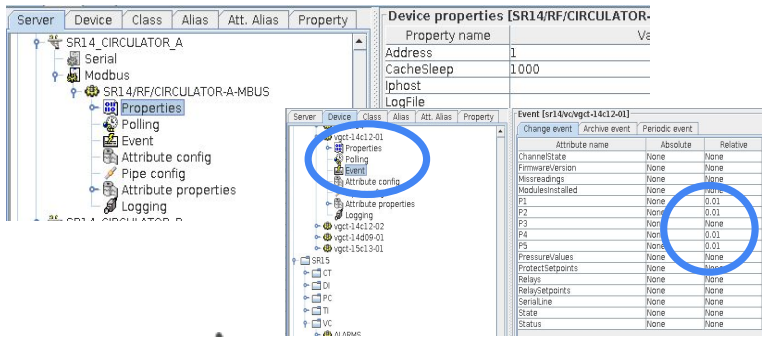 Server Device Class Alias Att. Alias Property
SR14_CIRCULATOR_A
Serial
Modbus
SR14/RF/CIRCULATOR-A-MBUS
Properties
Polling
Event
Attribute config
Pipe config
Attribute properties
Logging
Device properties [SR14/RF/CIRCULATOR-
Property name Va
Address 1
CacheSleep 1000
Iphost
LogFile
Server Device Class Alias Att. Alias Property
vgct-14c12-01
Properties
Polling
Event
Attribute config
Attribute properties
Logging
vgct-14c12-02
vgct-14d09-01
vgct-15c13-01
SR15
CT
DI
PC
TI
VC
ALARMS
Event [sr14/vc/vgct-14c12-01]
Change event Archive event Periodic event
Attribute name Absolute Relative
ChannelState None None
FirmwareVersion None None
Missreadings None None
ModulesInstalled None None
P1 None 0.01
P2 None 0.01
P3 None None
P4 None 0.01
P5 None 0.01
PressureValues None None
ProtectSetpoints None None
Relays None None
RelaySetpoints None None
SerialLine None None
State None None
Status None None